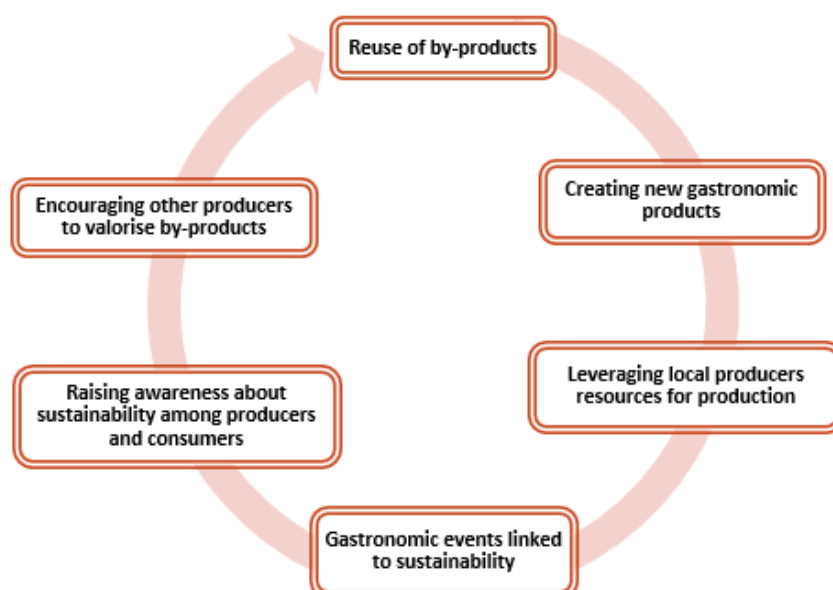 Reuse of by-products
Creating new gastronomic
products
Leveraging local producers
resources for production
Gastronomic events linked
to sustainability
Raising awareness about
sustainability among producers
and consumers
Encouraging other producers
to valorise by-products